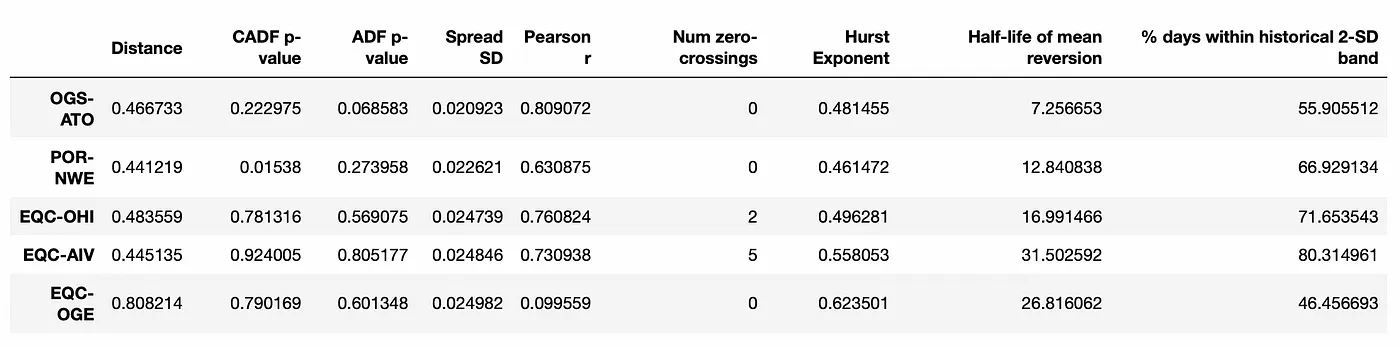 Distance CADF p-value ADF p-value Spread SD Pearson r Num zero-crossings Hurst Exponent Half-life of mean reversion % days within historical 2-SD band
OGS-ATO 0.466733 0.222975 0.068583 0.020923 0.809072 0 0.481455 7.256653 55.905512
POR-NWE 0.441219 0.01538 0.273958 0.022621 0.630875 0 0.461472 12.840838 66.929134
EQC-OHI 0.483559 0.781316 0.569075 0.024739 0.760824 2 0.496281 16.991466 71.653543
EQC-AIV 0.445135 0.924005 0.805177 0.024846 0.730938 5 0.558053 31.502592 80.314961
EQC-OGE 0.808214 0.790169 0.601348 0.024982 0.099559 0 0.623501 26.816062 46.456693